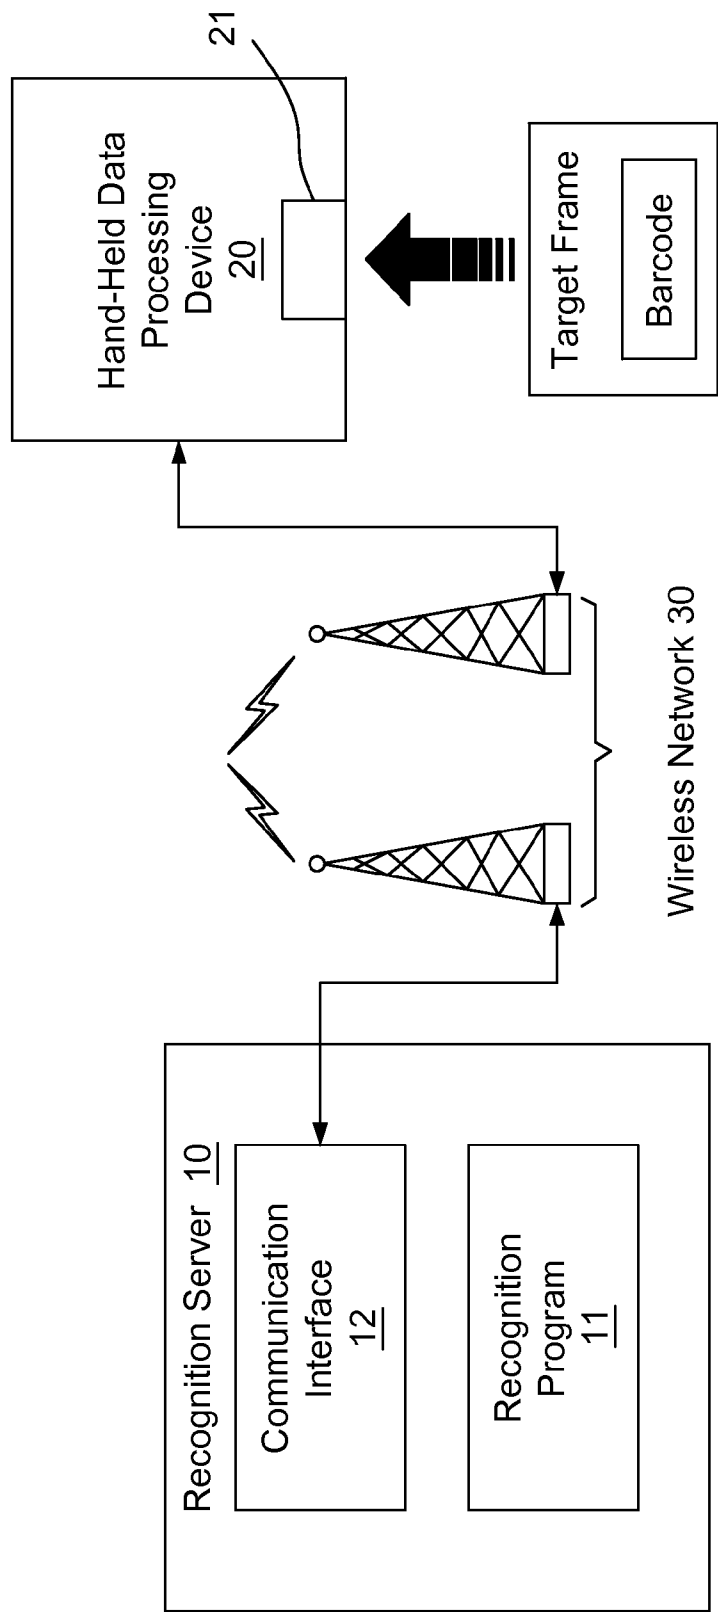 Recognition Server 10
Communication
Interface
12
Recognition
Program
11
Wireless Network 30
Hand-Held Data
Processing
Device
20
21
Target Frame
Barcode